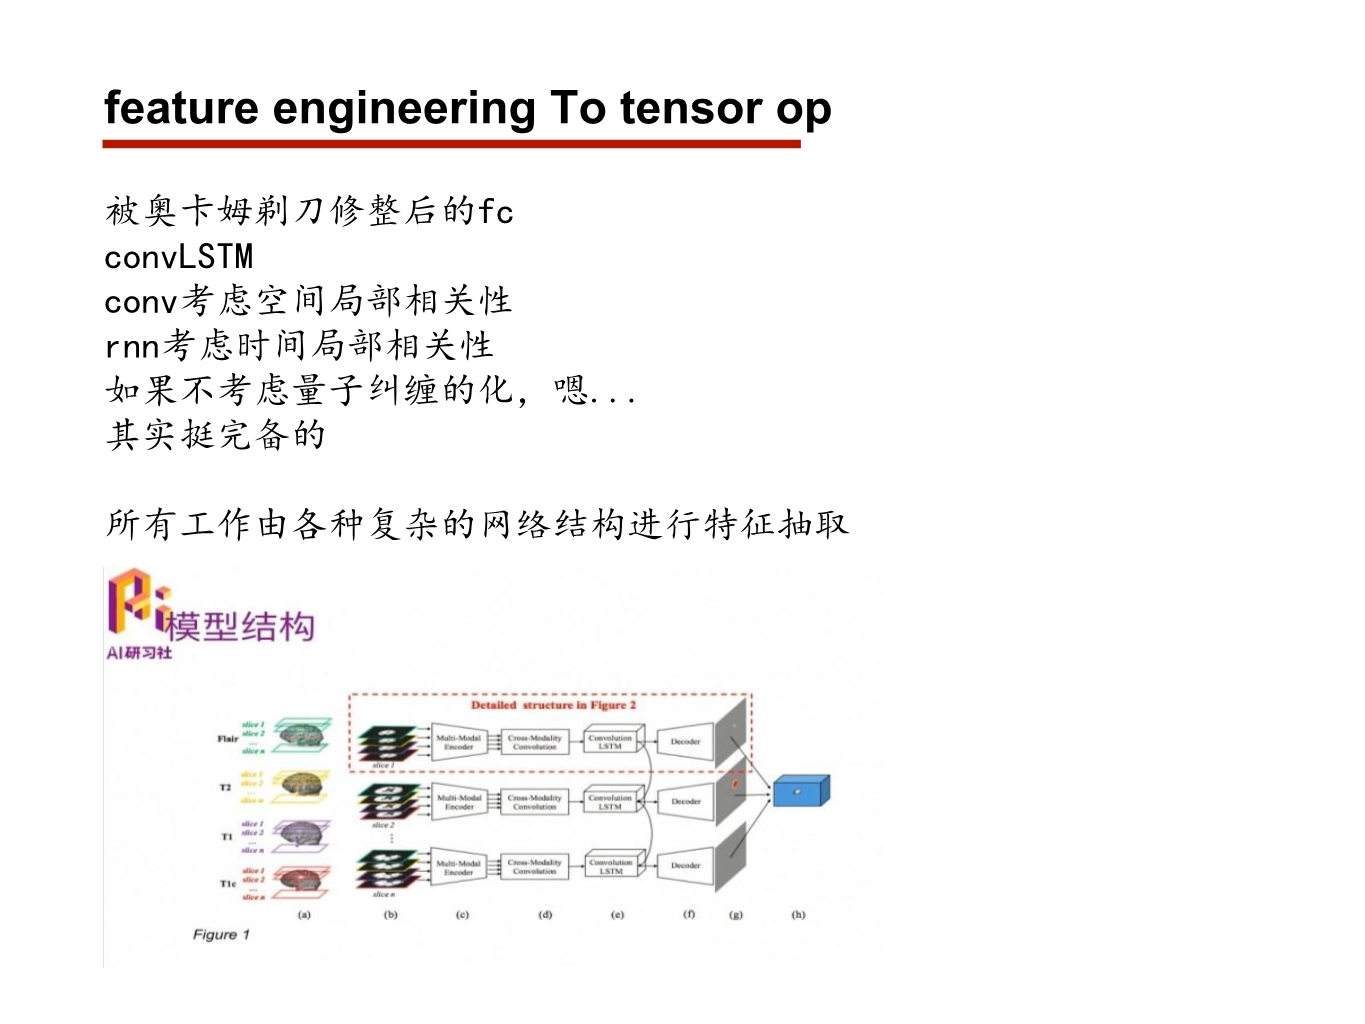 feature engineering To tensor op
被奥卡姆剃刀修整后的fc
convLSTM
conv考虑空间局部相关性
rnn考虑时间局部相关性
如果不考虑量子纠缠的化，嗯...
其实挺完备的
所有工作由各种复杂的网络结构进行特征抽取
AI研习社
模型结构
Detailed structure in Figure 2
Flair
slice 1
slice 2
...
slice n
T2
slice 1
slice 2
...
slice n
T1
slice 1
slice 2
...
slice n
T1c
slice 1
slice 2
...
slice n
slice 1
Multi-Modal Encoder
Cross-Modality Convolution
Convolution LSTM
Decoder
slice 2
Multi-Modal Encoder
Cross-Modality Convolution
Convolution LSTM
Decoder
slice n
Multi-Modal Encoder
Cross-Modality Convolution
Convolution LSTM
Decoder
(a) (b) (c) (d) (e) (f) (g) (h)
Figure 1